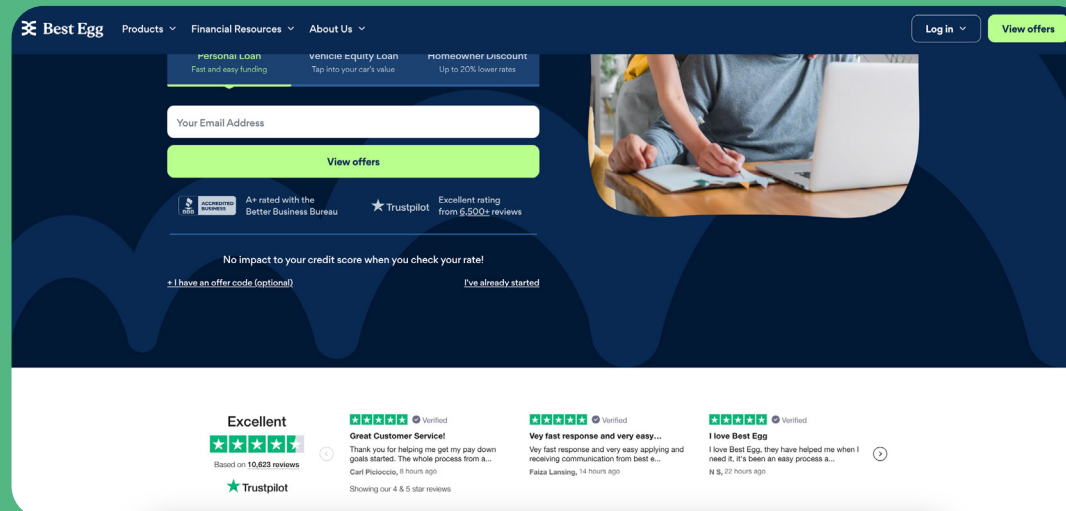 Best Egg
Products
Financial Resources
About Us
Log in
View offers
Personal Loan
Fast and easy funding
Vehicle Equity Loan
Tap into your car's value
Homeowner Discount
Up to 20% lower rates
Your Email Address
View offers
BBB
ACCREDITED
BUSINESS
A+ rated with the
Better Business Bureau
Trustpilot
Excellent rating
from 6,500+ reviews
No impact to your credit score when you check your rate!
+ I have an offer code (optional)
I've already started
Excellent
Based on 10,623 reviews
Trustpilot
Verified
Great Customer Service!
Thank you for helping me get my pay down
goals started. The whole process from a...
Carl Picioccio, 8 hours ago
Showing our 4 & 5 star reviews
Verified
Vey fast response and very easy...
Vey fast response and very easy applying and
receiving communication from best e...
Faiza Lansing, 14 hours ago
Verified
I love Best Egg
I love Best Egg, they have helped me when I
need it, it's been an easy process a...
N S, 22 hours ago